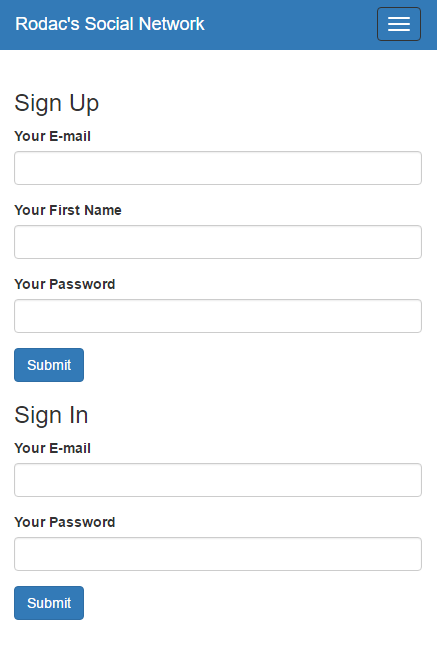 Rodac's Social Network
Sign Up
Your E-mail
Your First Name
Your Password
Submit
Sign In
Your E-mail
Your Password
Submit